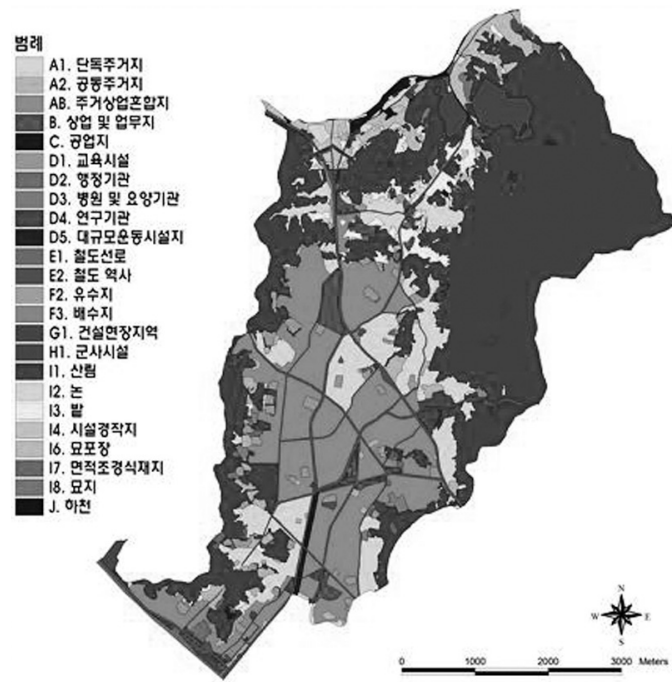 범례
A1. 단독주거지
A2. 공동주거지
AB. 주거상업혼합지
B. 상업 및 업무지
C. 공업지
D1. 교육시설
D2. 행정기관
D3. 병원 및 요양기관
D4. 연구기관
D5. 대규모운동시설지
E1. 철도선로
E2. 철도 역사
F2. 유수지
F3. 배수지
G1. 건설현장지역
H1. 군사시설
I1. 산림
I2. 논
I3. 밭
I4. 시설경작지
I6. 묘포장
I7. 면적조경식재지
I8. 묘지
J. 하천
N
W E
S
0 1000 2000 3000 Meters